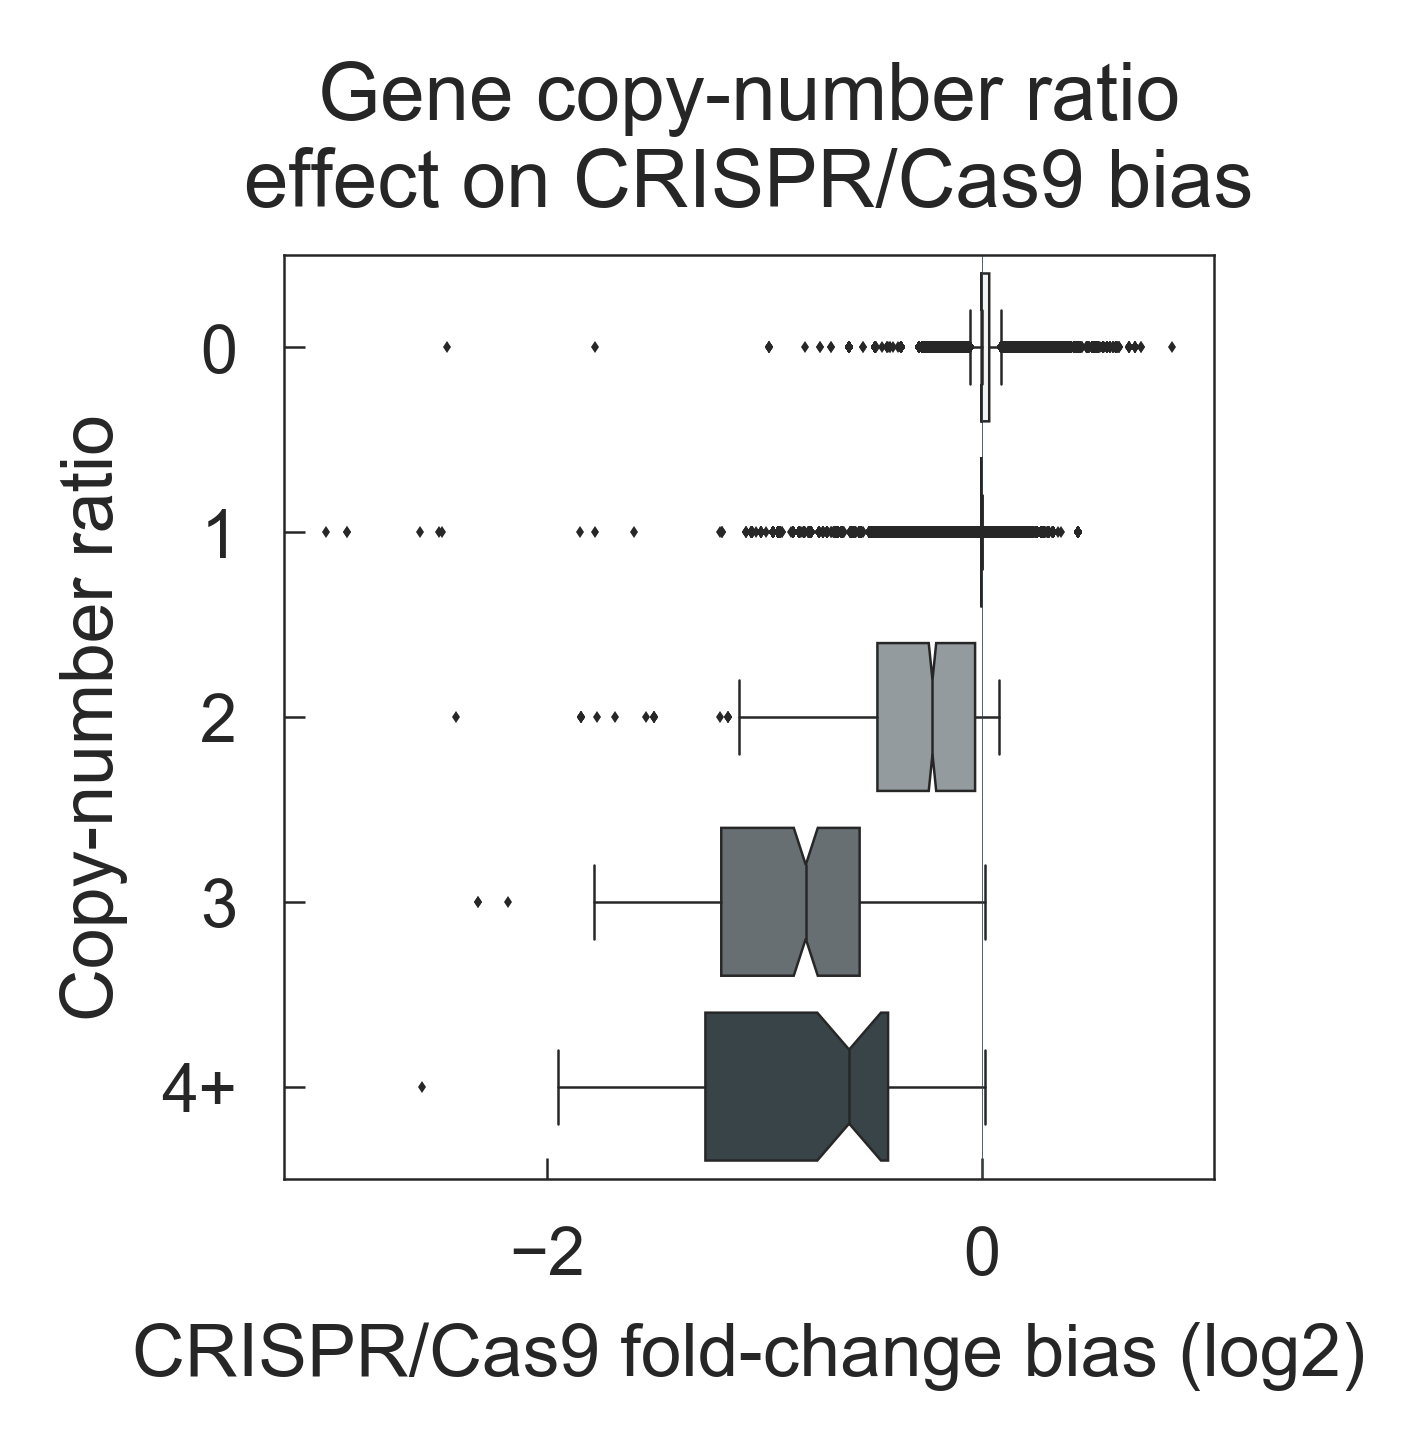 Gene copy-number ratio
effect on CRISPR/Cas9 bias
Copy-number ratio
0
1
2
3
4+
−2
0
CRISPR/Cas9 fold-change bias (log2)